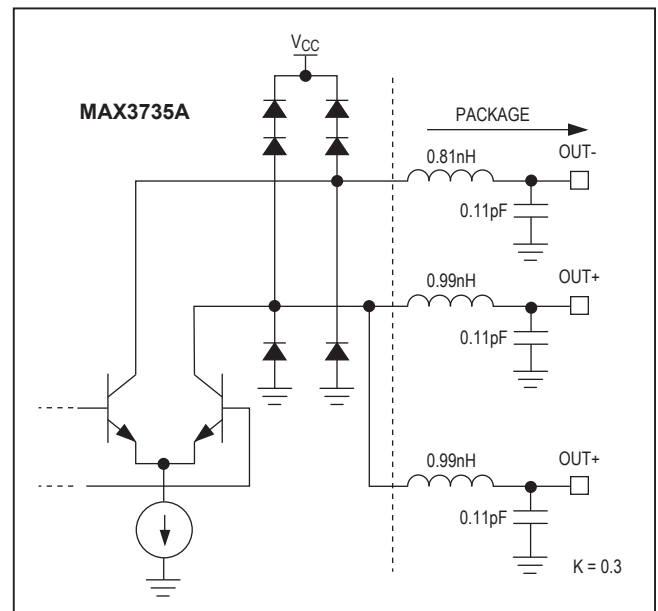 VCC
MAX3735A
PACKAGE
0.81nH
OUT-
0.11pF
0.99nH
OUT+
0.11pF
0.99nH
OUT+
0.11pF
K = 0.3